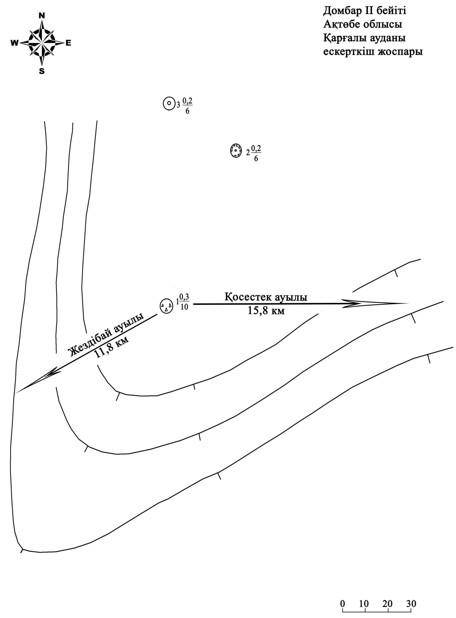 Домбар II бейіті
Ақтөбе облысы
Қарғалы ауданы
ескерткіш жоспары
N
W E
S
3 0,2/6
2 0,2/6
1 0,3/10
Қосестек ауылы
15,8 км
Жездібай ауылы
11,8 км
0 10 20 30